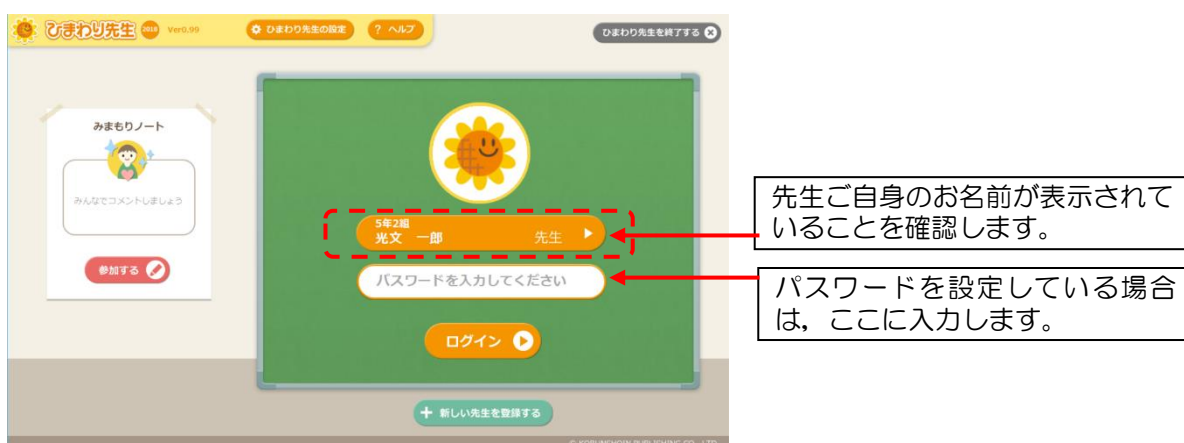 ひまわり先生 2015 Ver0.99
ひまわり先生の設定
? ヘルプ
ひまわり先生を終了する
みまもりノート
みんなでコメントしましょう
参加する
5年2組
光文 一郎 先生
パスワードを入力してください
ログイン
新しい先生を登録する
先生ご自身のお名前が表示されて
いることを確認します。
パスワードを設定している場合
は，ここに入力します。